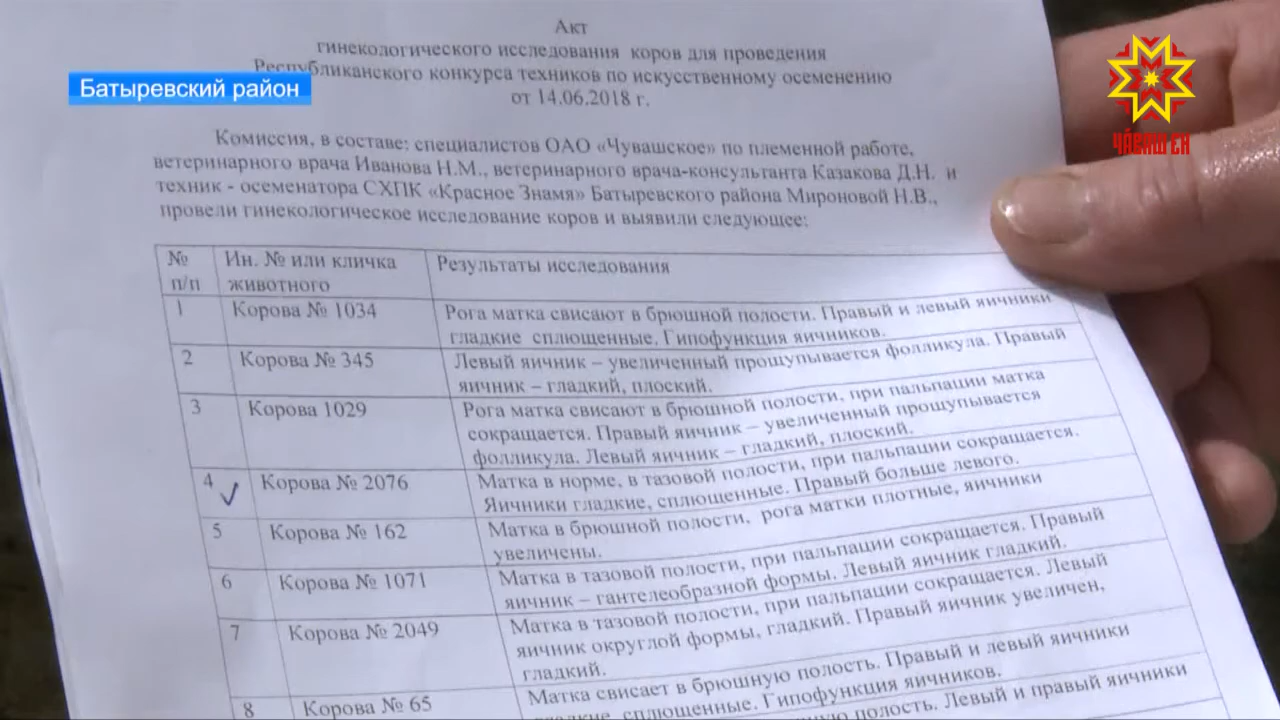 Акт
гинекологического исследования коров для проведения
Республиканского конкурса техников по искусственному осеменению
от 14.06.2018 г.
Батыревский район
ЧĂВАШ ЕН
Комиссия, в составе: специалистов ОАО «Чувашское» по племенной работе,
ветеринарного врача Иванова Н.М., ветеринарного врача-консультанта Казакова Д.Н. и
техник - осеменатора СХПК «Красное Знамя» Батыревского района Мироновой Н.В.,
провели гинекологическое исследование коров и выявили следующее:
№ п/п
Ин. № или кличка
животного
Результаты исследования
1
Корова № 1034
Рога матка свисают в брюшной полости. Правый и левый яичники
гладкие сплющенные. Гипофункция яичников.
2
Корова № 345
Левый яичник – увеличенный прощупывается фолликула. Правый
яичник – гладкий, плоский.
3
Корова 1029
Рога матка свисают в брюшной полости, при пальпации матка
сокращается. Правый яичник – увеличенный прощупывается
фолликула. Левый яичник – гладкий, плоский.
4
Корова № 2076
Матка в норме, в тазовой полости, при пальпации сокращается.
Яичники гладкие, сплющенные. Правый больше левого.
5
Корова № 162
Матка в брюшной полости, рога матки плотные, яичники
увеличены.
6
Корова № 1071
Матка в тазовой полости, при пальпации сокращается. Правый
яичник – гантелеобразной формы. Левый яичник гладкий.
7
Корова № 2049
Матка в тазовой полости, при пальпации сокращается. Левый
яичник округлой формы, гладкий. Правый яичник увеличен,
гладкий.
8
Корова № 65
Матка свисает в брюшную полость. Правый и левый яичники
гладкие сплющенные. Гипофункция яичников.
полость. Левый и правый яичники